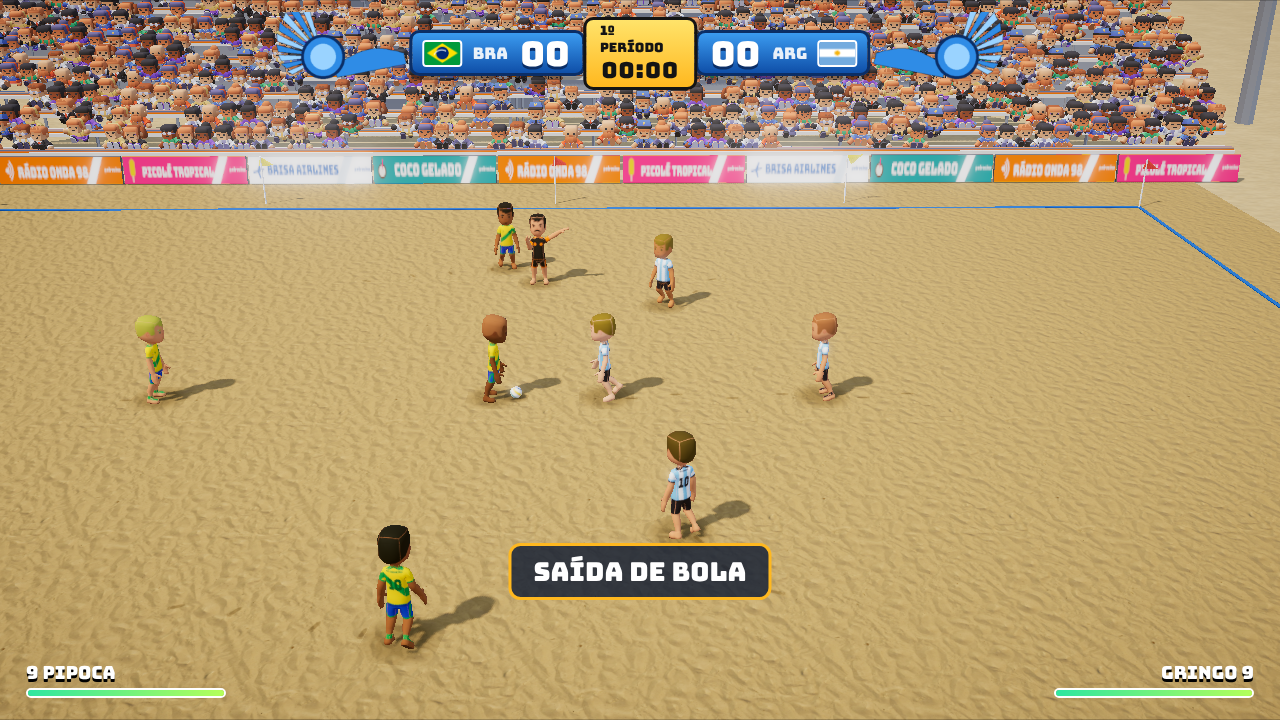 BRA 00
1º
PERÍODO
00:00
00 ARG
RÁDIO ONDA 98
PICOLÉ TROPICAL
BRISA AIRLINES
COCO GELADO
RÁDIO ONDA 98
PICOLÉ TROPICAL
BRISA AIRLINES
COCO GELADO
RÁDIO ONDA 98
PICOLÉ TROPICAL
10
10
SAÍDA DE BOLA
9 PIPOCA
GRINGO 9